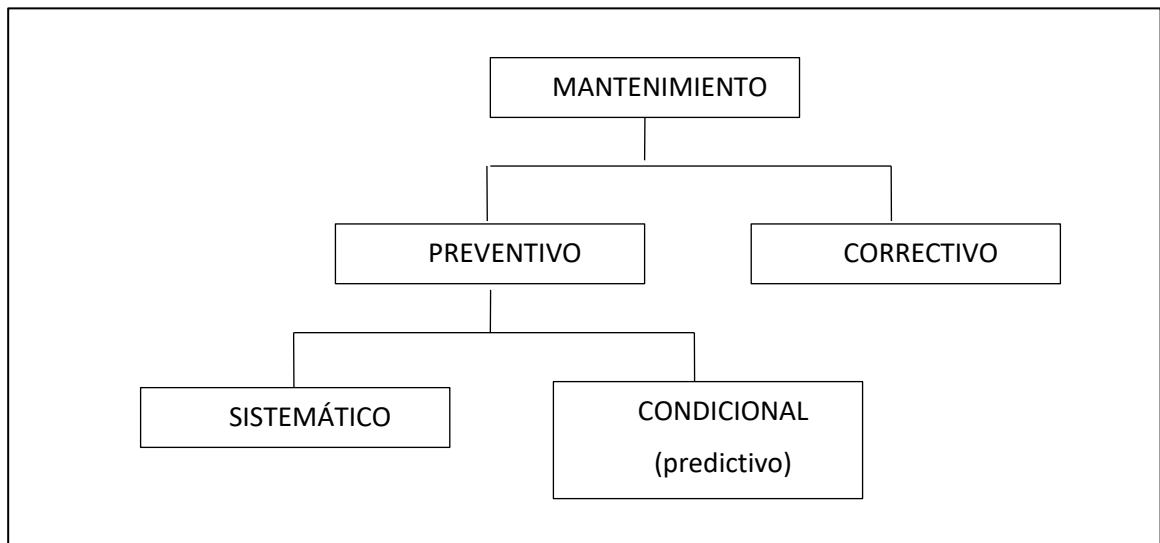 MANTENIMIENTO
PREVENTIVO
CORRECTIVO
SISTEMÁTICO
CONDICIONAL
(predictivo)